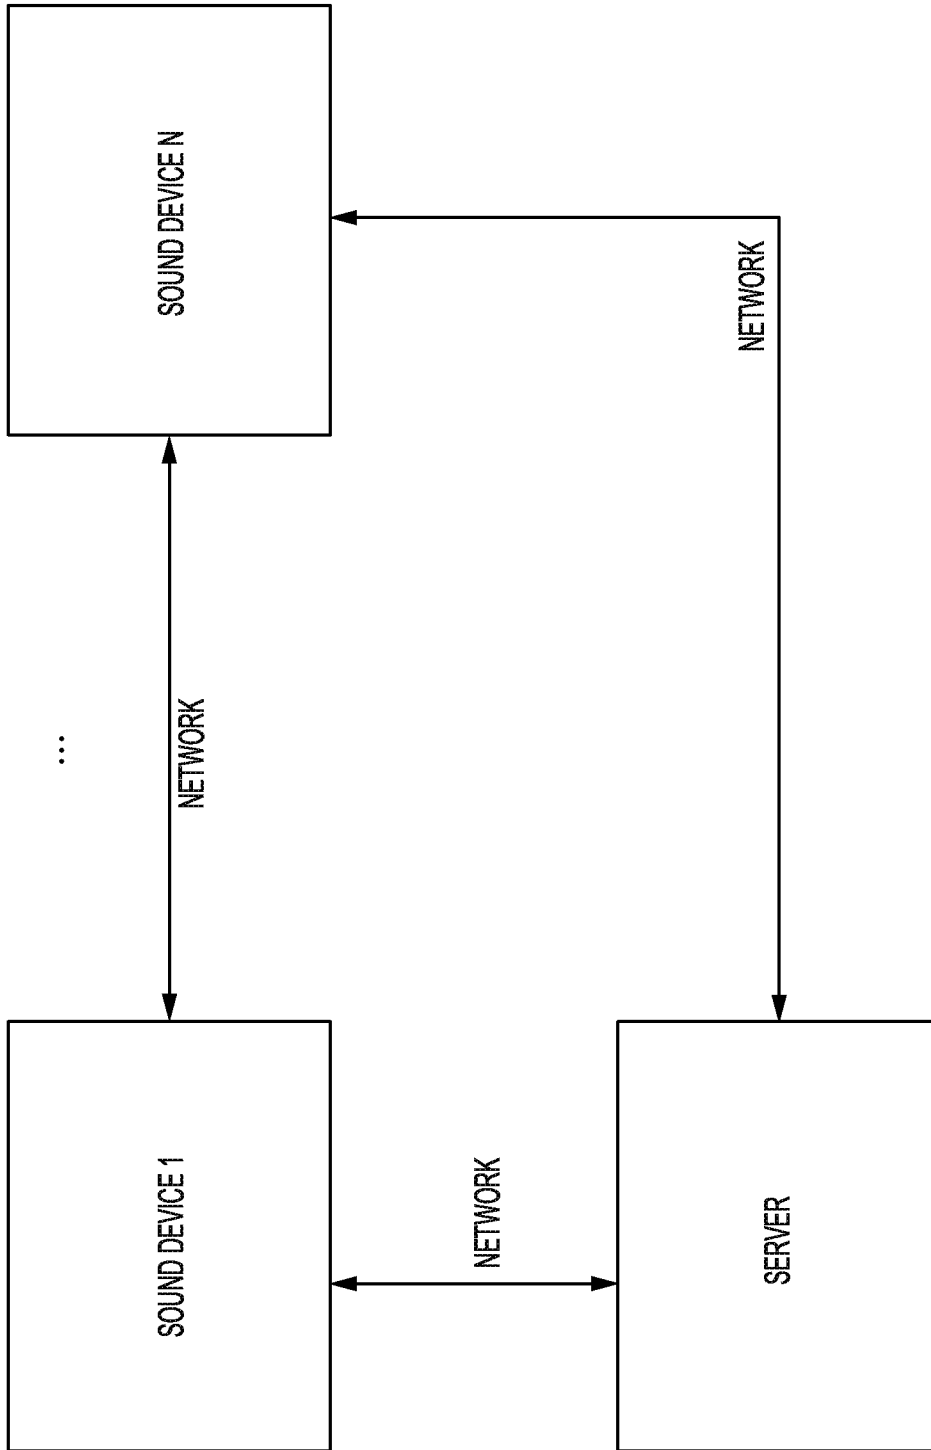 SOUND DEVICE 1
...
SOUND DEVICE N
NETWORK
NETWORK
NETWORK
SERVER